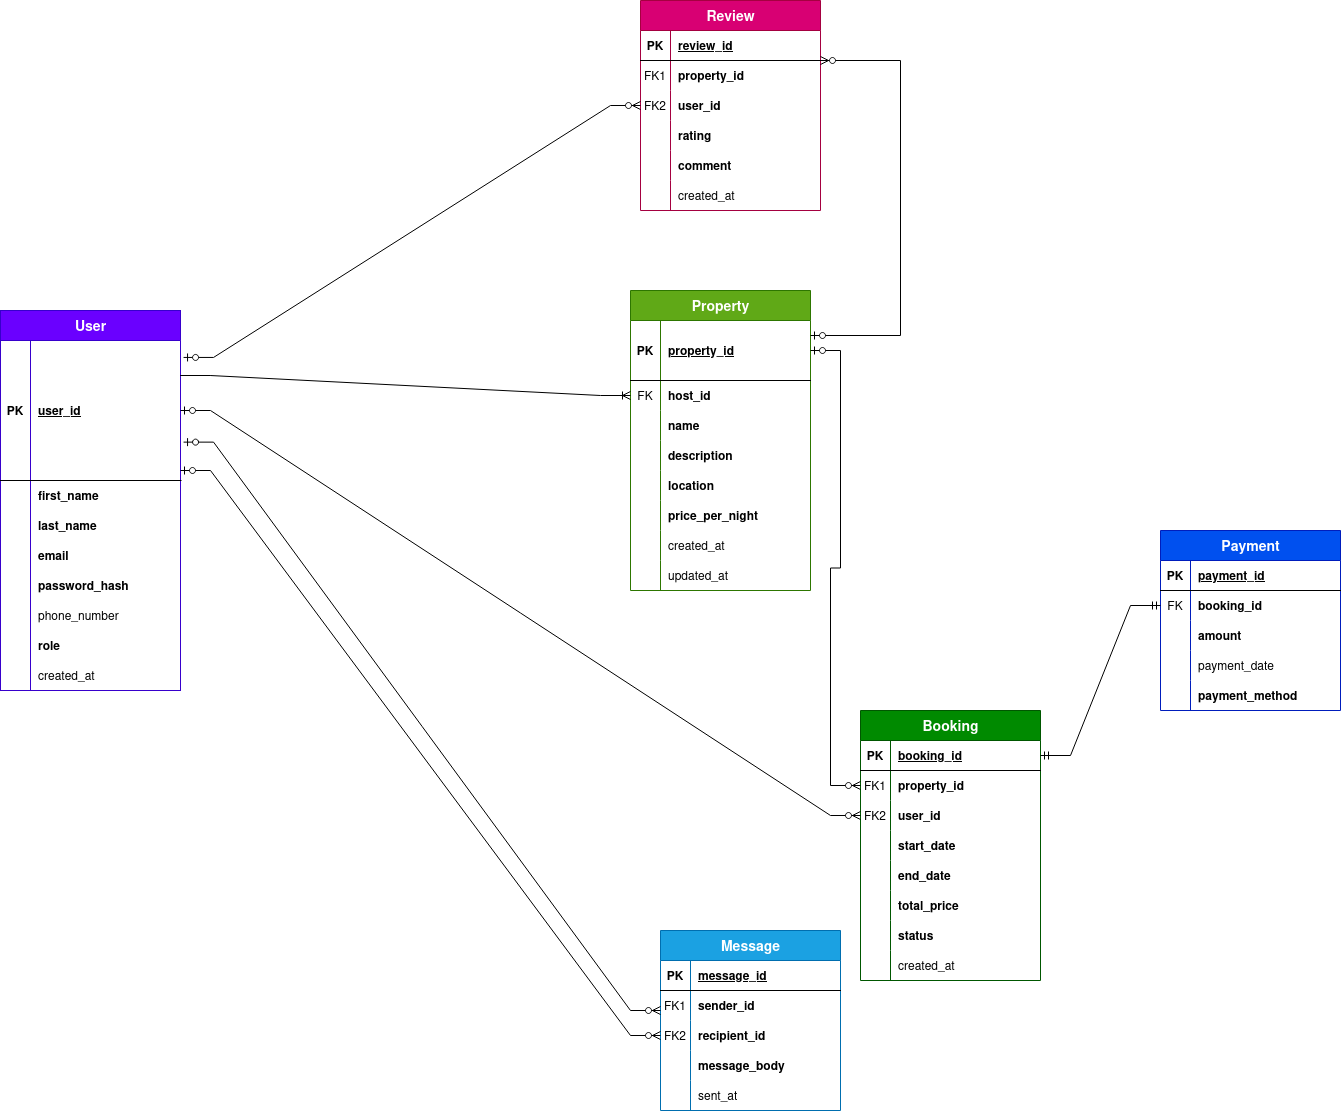 Review
PK review_id
FK1 property_id
FK2 user_id
rating
comment
created_at
Property
PK property_id
FK host_id
name
description
location
price_per_night
created_at
updated_at
User
PK user_id
first_name
last_name
email
password_hash
phone_number
role
created_at
Payment
PK payment_id
FK booking_id
amount
payment_date
payment_method
Booking
PK booking_id
FK1 property_id
FK2 user_id
start_date
end_date
total_price
status
created_at
Message
PK message_id
FK1 sender_id
FK2 recipient_id
message_body
sent_at